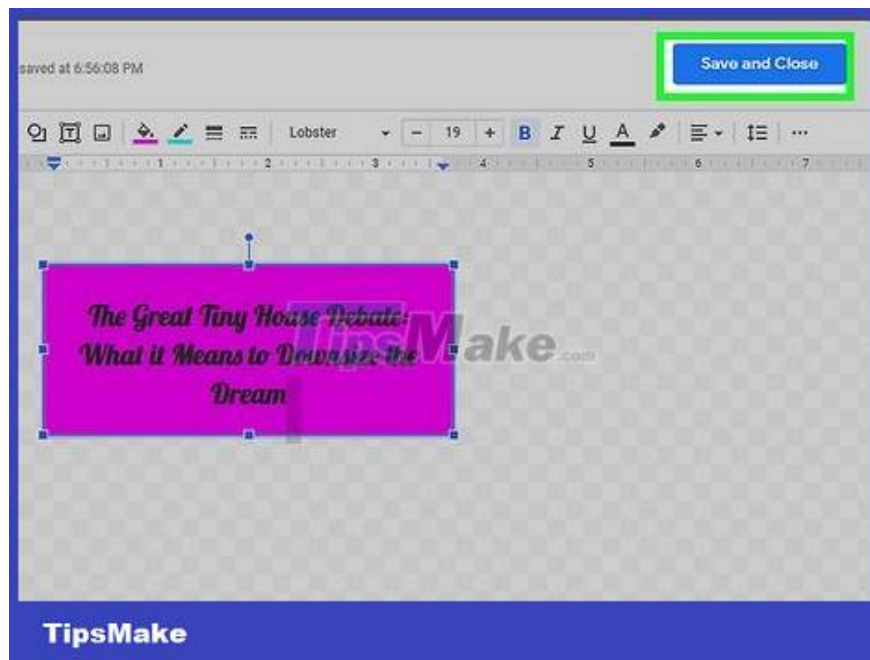 saved at 6:56:08 PM
Save and Close
Lobster - 19 + B I U A
1 2 3 4 5 6 7
The Great Tiny House Debate:
What it Means to Downsize the
Dream
TipsMake.com
TipsMake